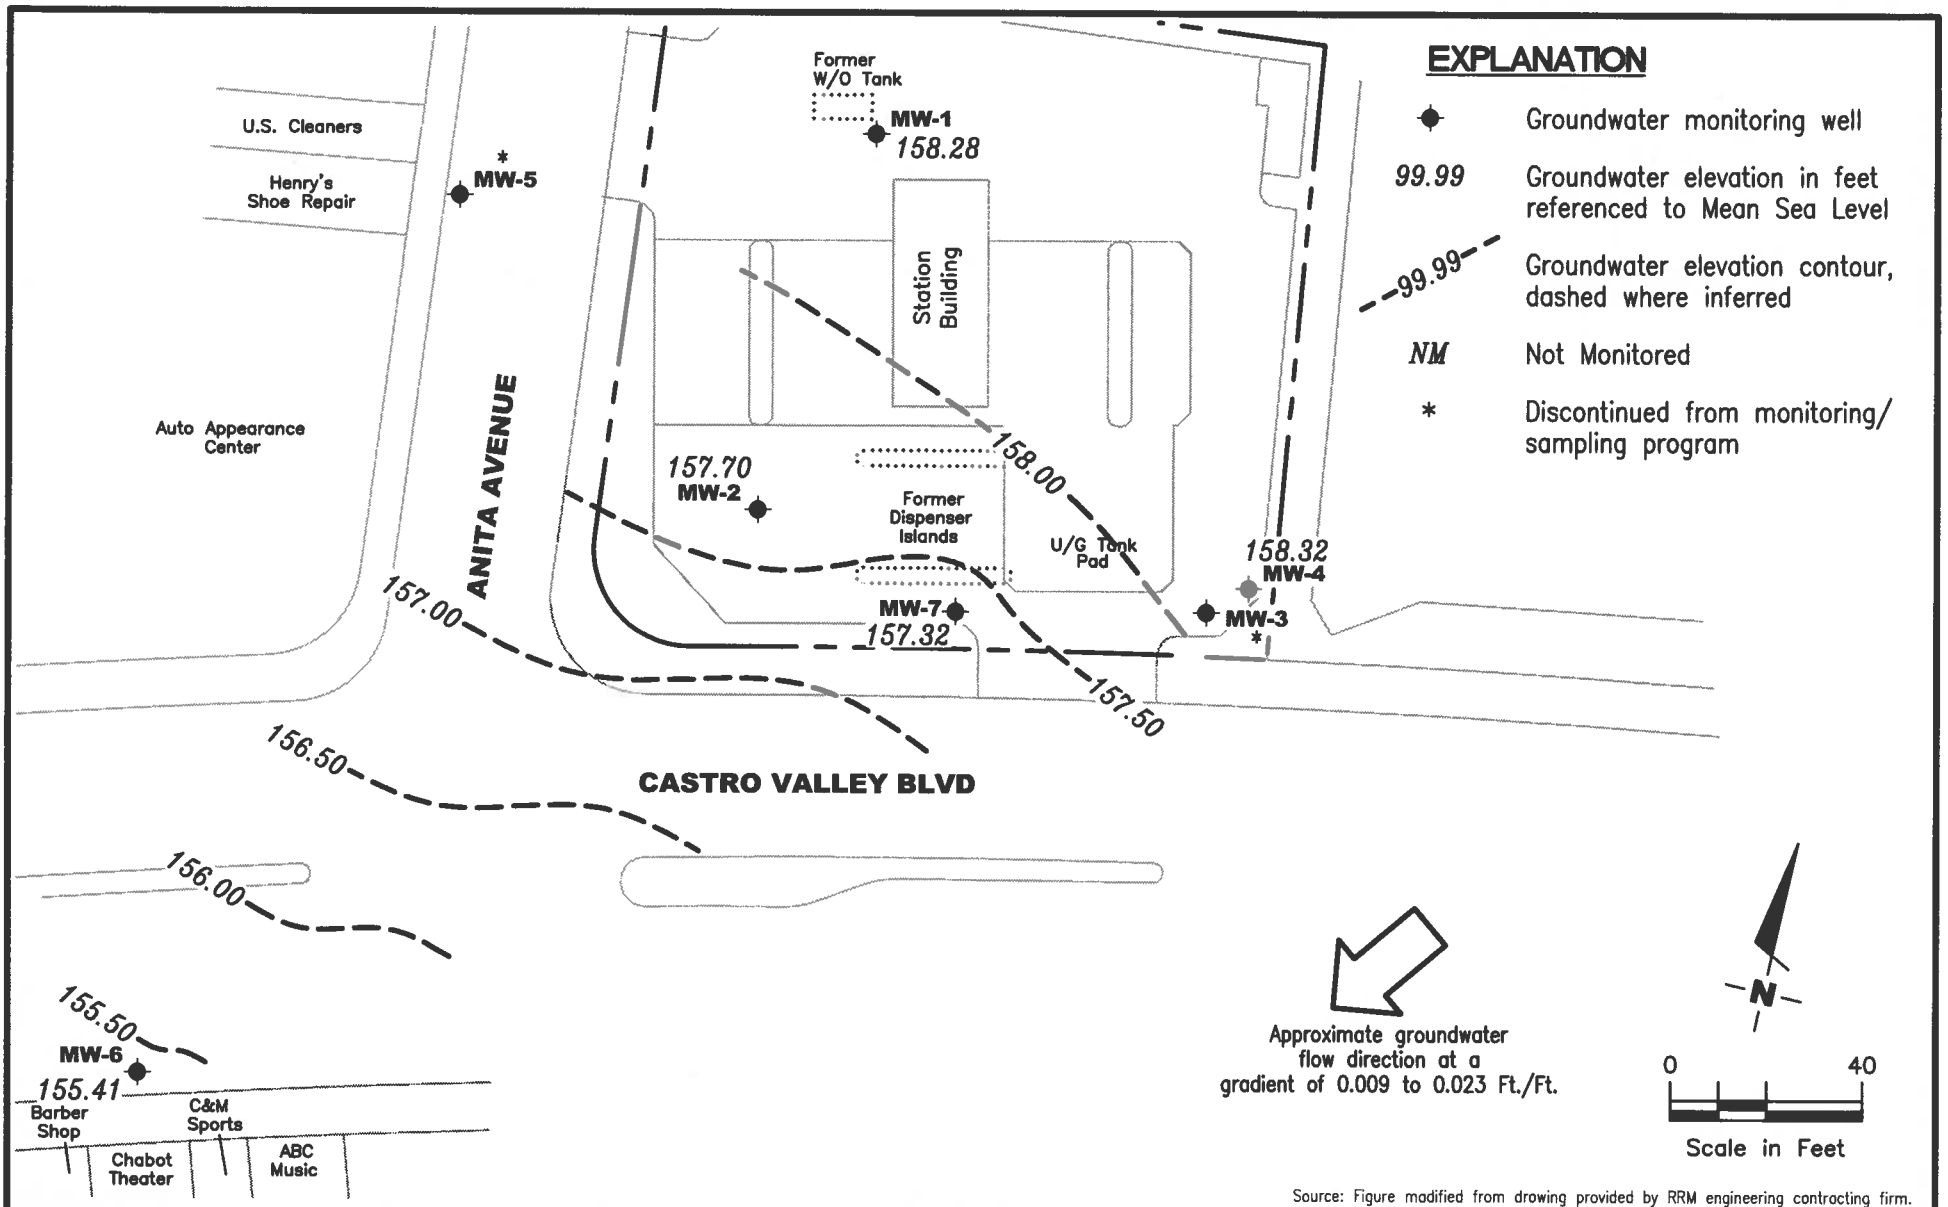 EXPLANATION
Groundwater monitoring well
99.99
Groundwater elevation in feet
referenced to Mean Sea Level
99.99
Groundwater elevation contour,
dashed where inferred
NM
Not Monitored
*
Discontinued from monitoring/
sampling program
Former
W/O Tank
MW-1
158.28
U.S. Cleaners
Henry's
Shoe Repair
*
MW-5
Station
Building
Auto Appearance
Center
ANITA AVENUE
157.70
MW-2
Former
Dispenser
Islands
158.00
U/G Tank
Pad
158.32
MW-4
MW-3
*
MW-7
157.32
157.00
157.50
156.50
CASTRO VALLEY BLVD
156.00
155.50
MW-6
155.41
Barber
Shop
C&M
Sports
Chabot
Theater
ABC
Music
Approximate groundwater
flow direction at a
gradient of 0.009 to 0.023 Ft./Ft.
N
0 40
Scale in Feet
Source: Figure modified from drowing provided by RRM engineering contracting firm.